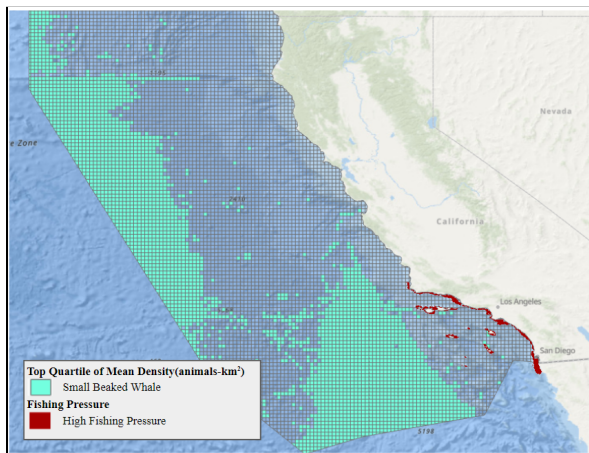 Nevada
e Zone
California
Los Angeles
San Diego
Top Quartile of Mean Density(animals-km²)
Small Beaked Whale
Fishing Pressure
High Fishing Pressure
5198